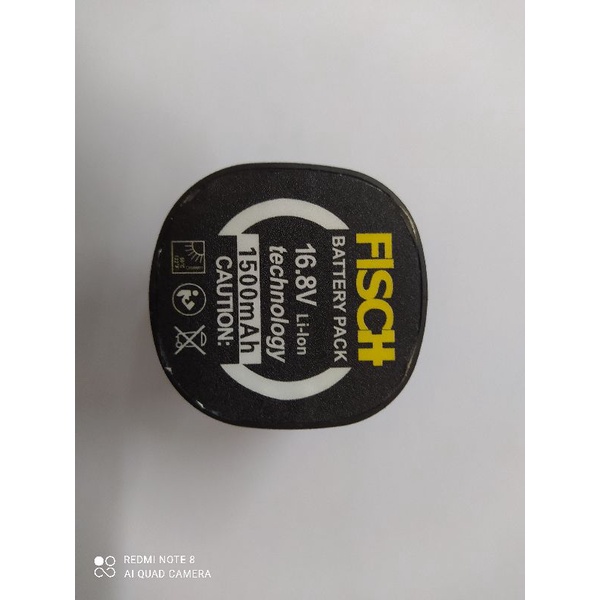 FISCH
BATTERY PACK
16.8V Li-Ion
technology
1500mAh
CAUTION:
REDMI NOTE 8
AI QUAD CAMERA